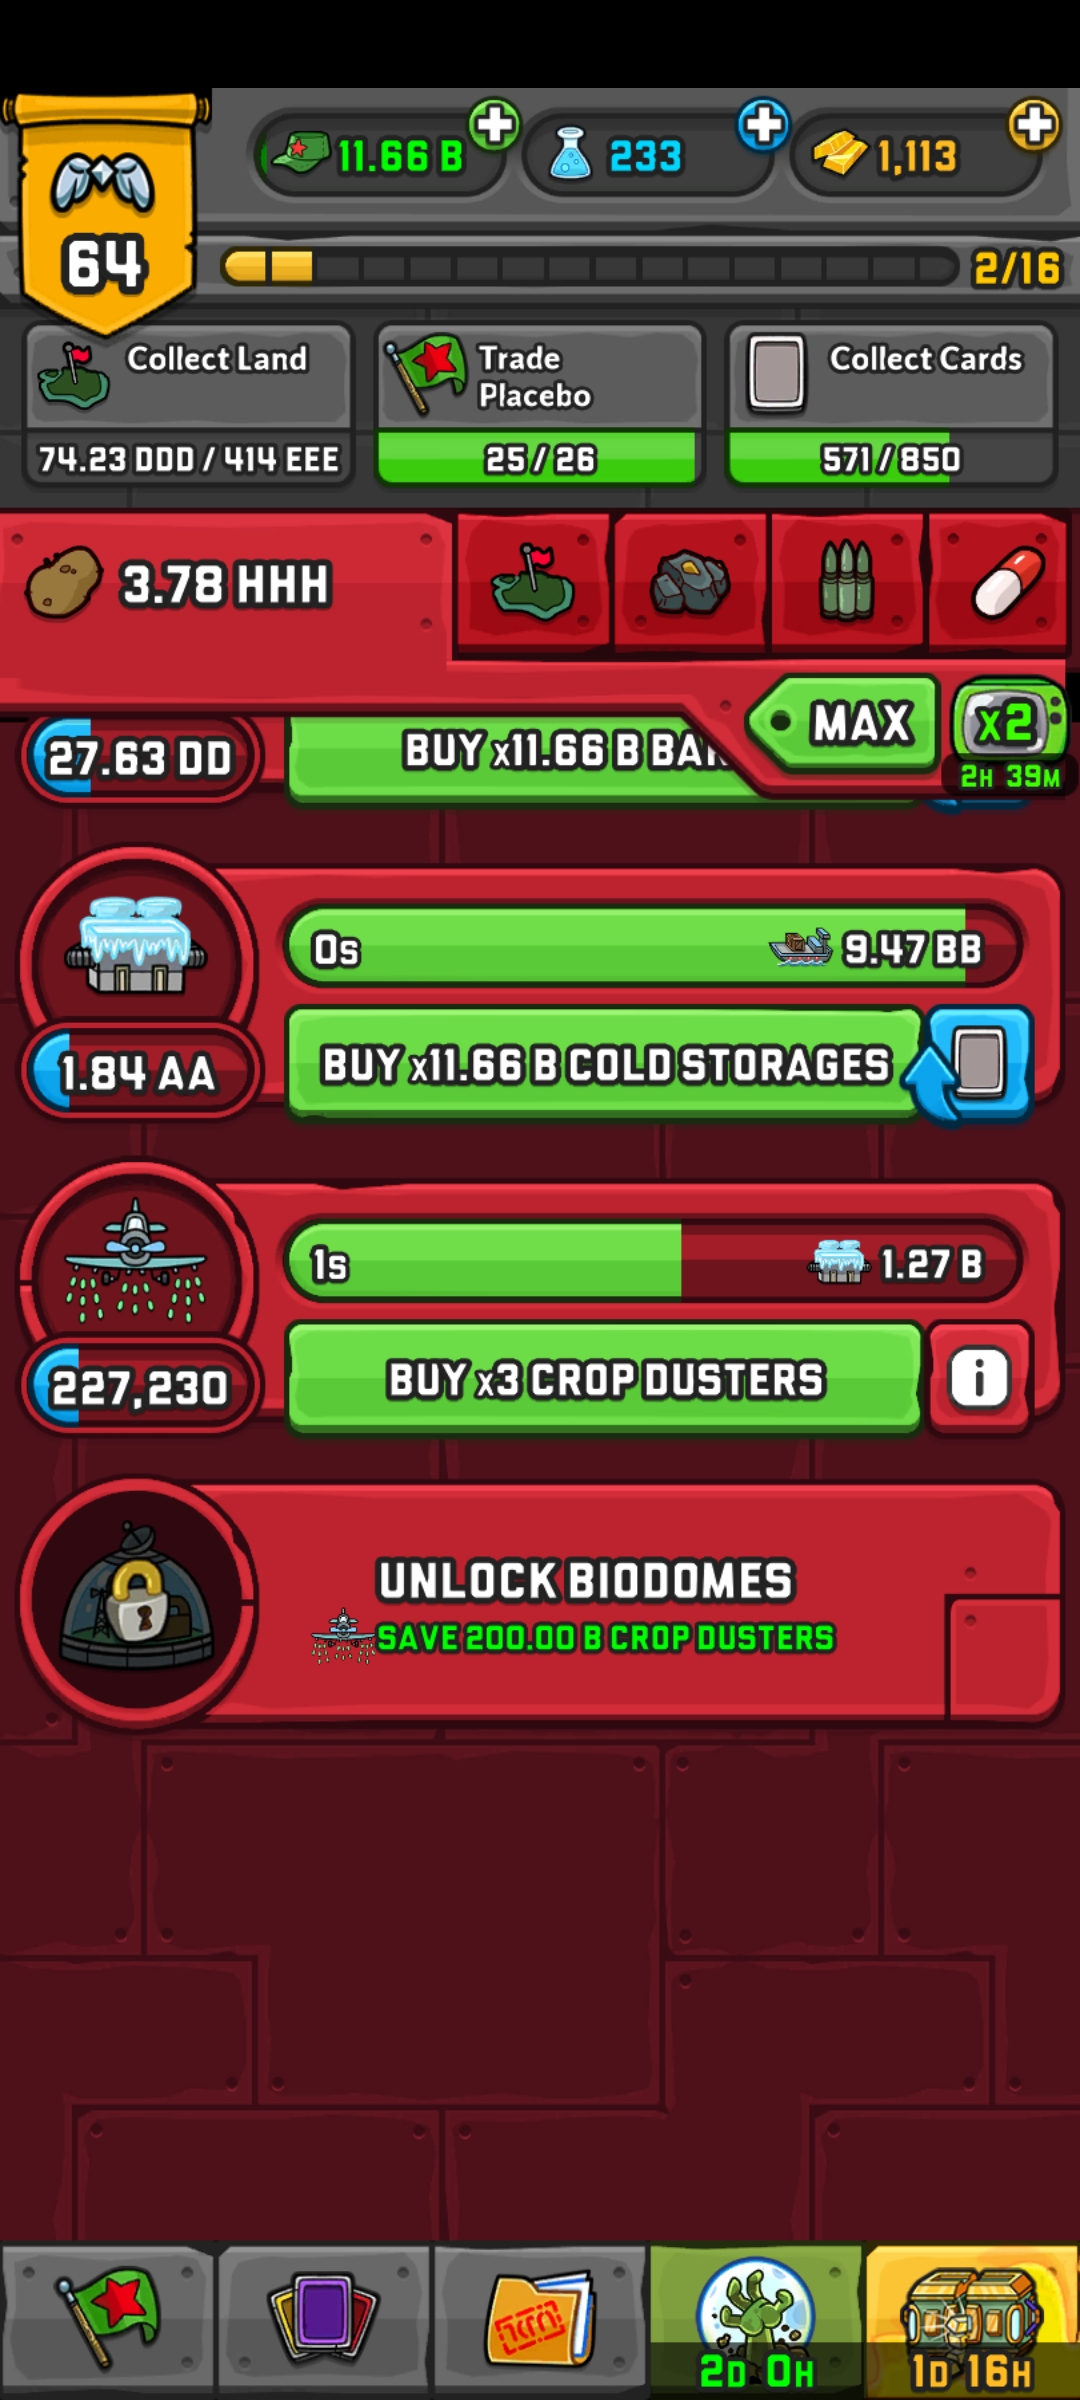 11.66 B
233
1,113
64
2/16
Collect Land
74.23 DDD / 414 EEE
Trade
Placebo
25 / 26
Collect Cards
571 / 850
3.78 HHH
MAX
x2
2H 39M
27.63 DD
BUY x11.66 B
0s
9.47 BB
1.84 AA
BUY x11.66 B COLD STORAGES
1s
1.27 B
227,230
BUY x3 CROP DUSTERS
i
UNLOCK BIODOMES
SAVE 200.00 B CROP DUSTERS
2D 0H
1D 16H